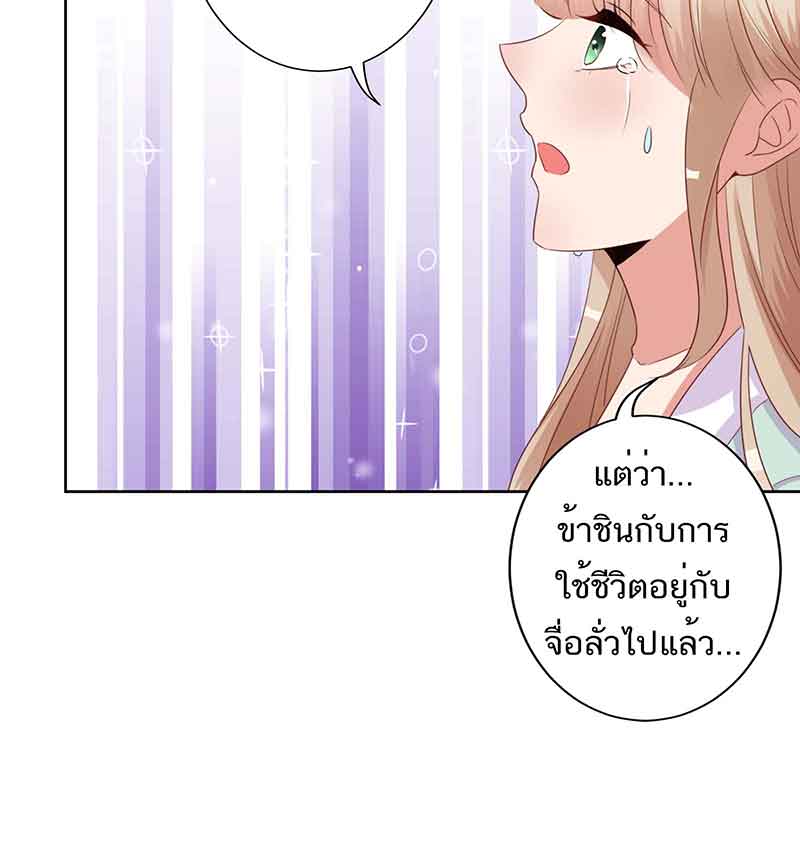 แต่ว่า...
ข้าชินกับการ
ใช้ชีวิตอยู่กับ
จื่อลั่วไปแล้ว...